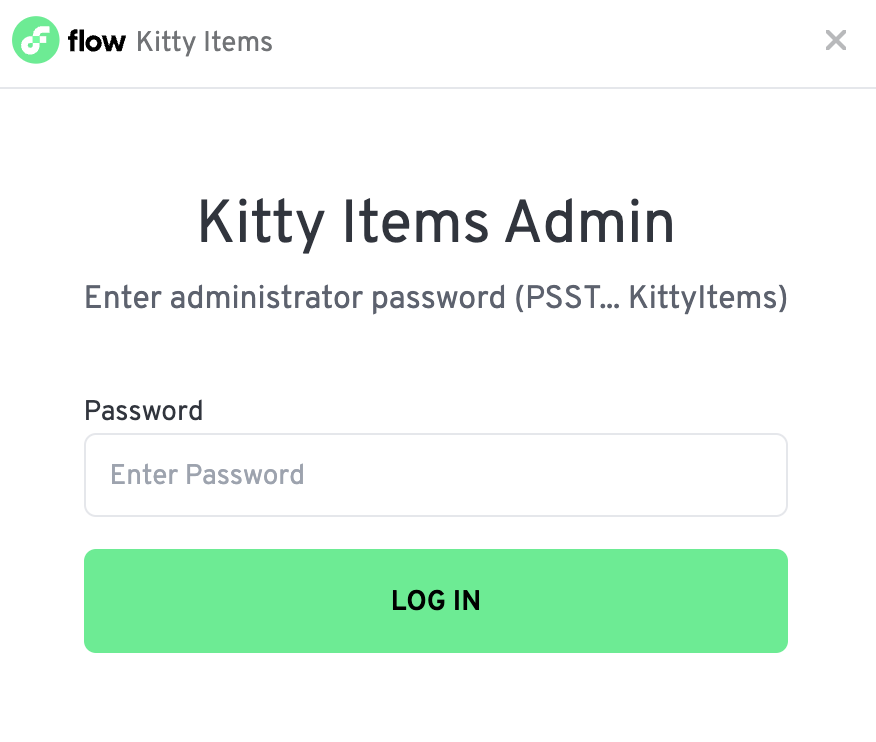 flow Kitty Items
Kitty Items Admin
Enter administrator password (PSST... KittyItems)
Password
Enter Password
LOG IN